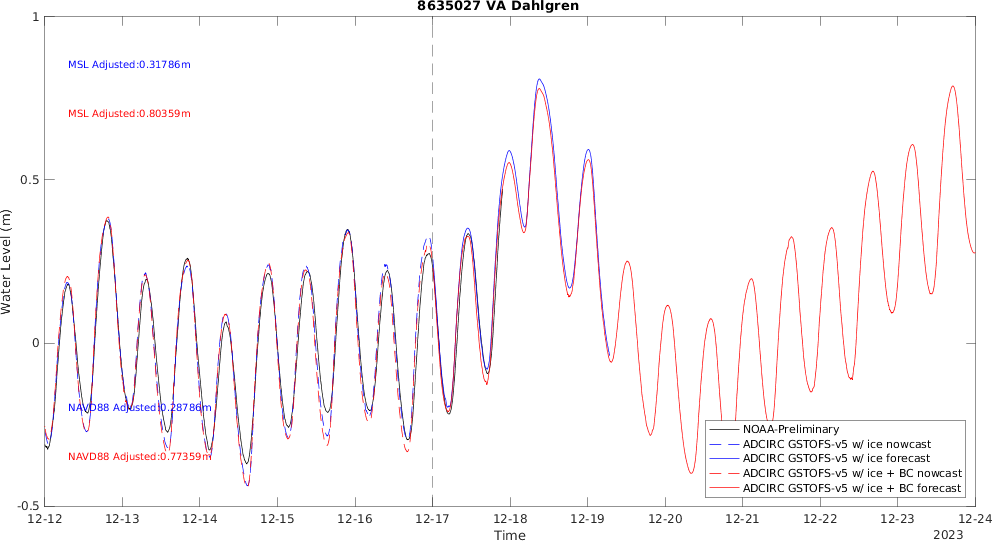 8635027 VA Dahlgren
1
MSL Adjusted:0.31786m
MSL Adjusted:0.80359m
0.5
Water Level (m)
0
NAVD88 Adjusted:0.28786m
NAVD88 Adjusted:0.77359m
NOAA-Preliminary
ADCIRC GSTOFS-v5 w/ ice nowcast
ADCIRC GSTOFS-v5 w/ ice forecast
ADCIRC GSTOFS-v5 w/ ice + BC nowcast
ADCIRC GSTOFS-v5 w/ ice + BC forecast
-0.5
12-12 12-13 12-14 12-15 12-16 12-17 12-18 12-19 12-20 12-21 12-22 12-23 12-24
Time 2023